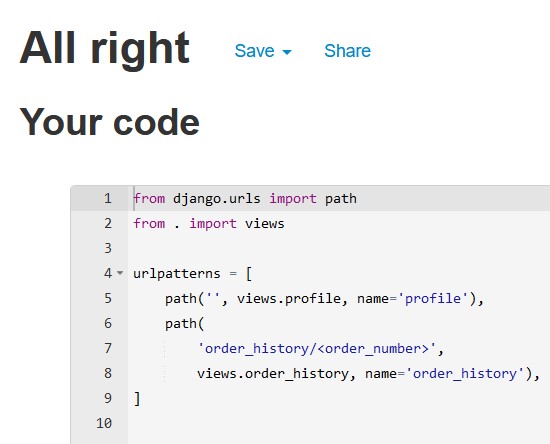 All right Save Share
Your code
1 from django.urls import path
2 from . import views
3
4 urlpatterns = [
5     path('', views.profile, name='profile'),
6     path(
7         'order_history/<order_number>',
8         views.order_history, name='order_history'),
9 ]
10